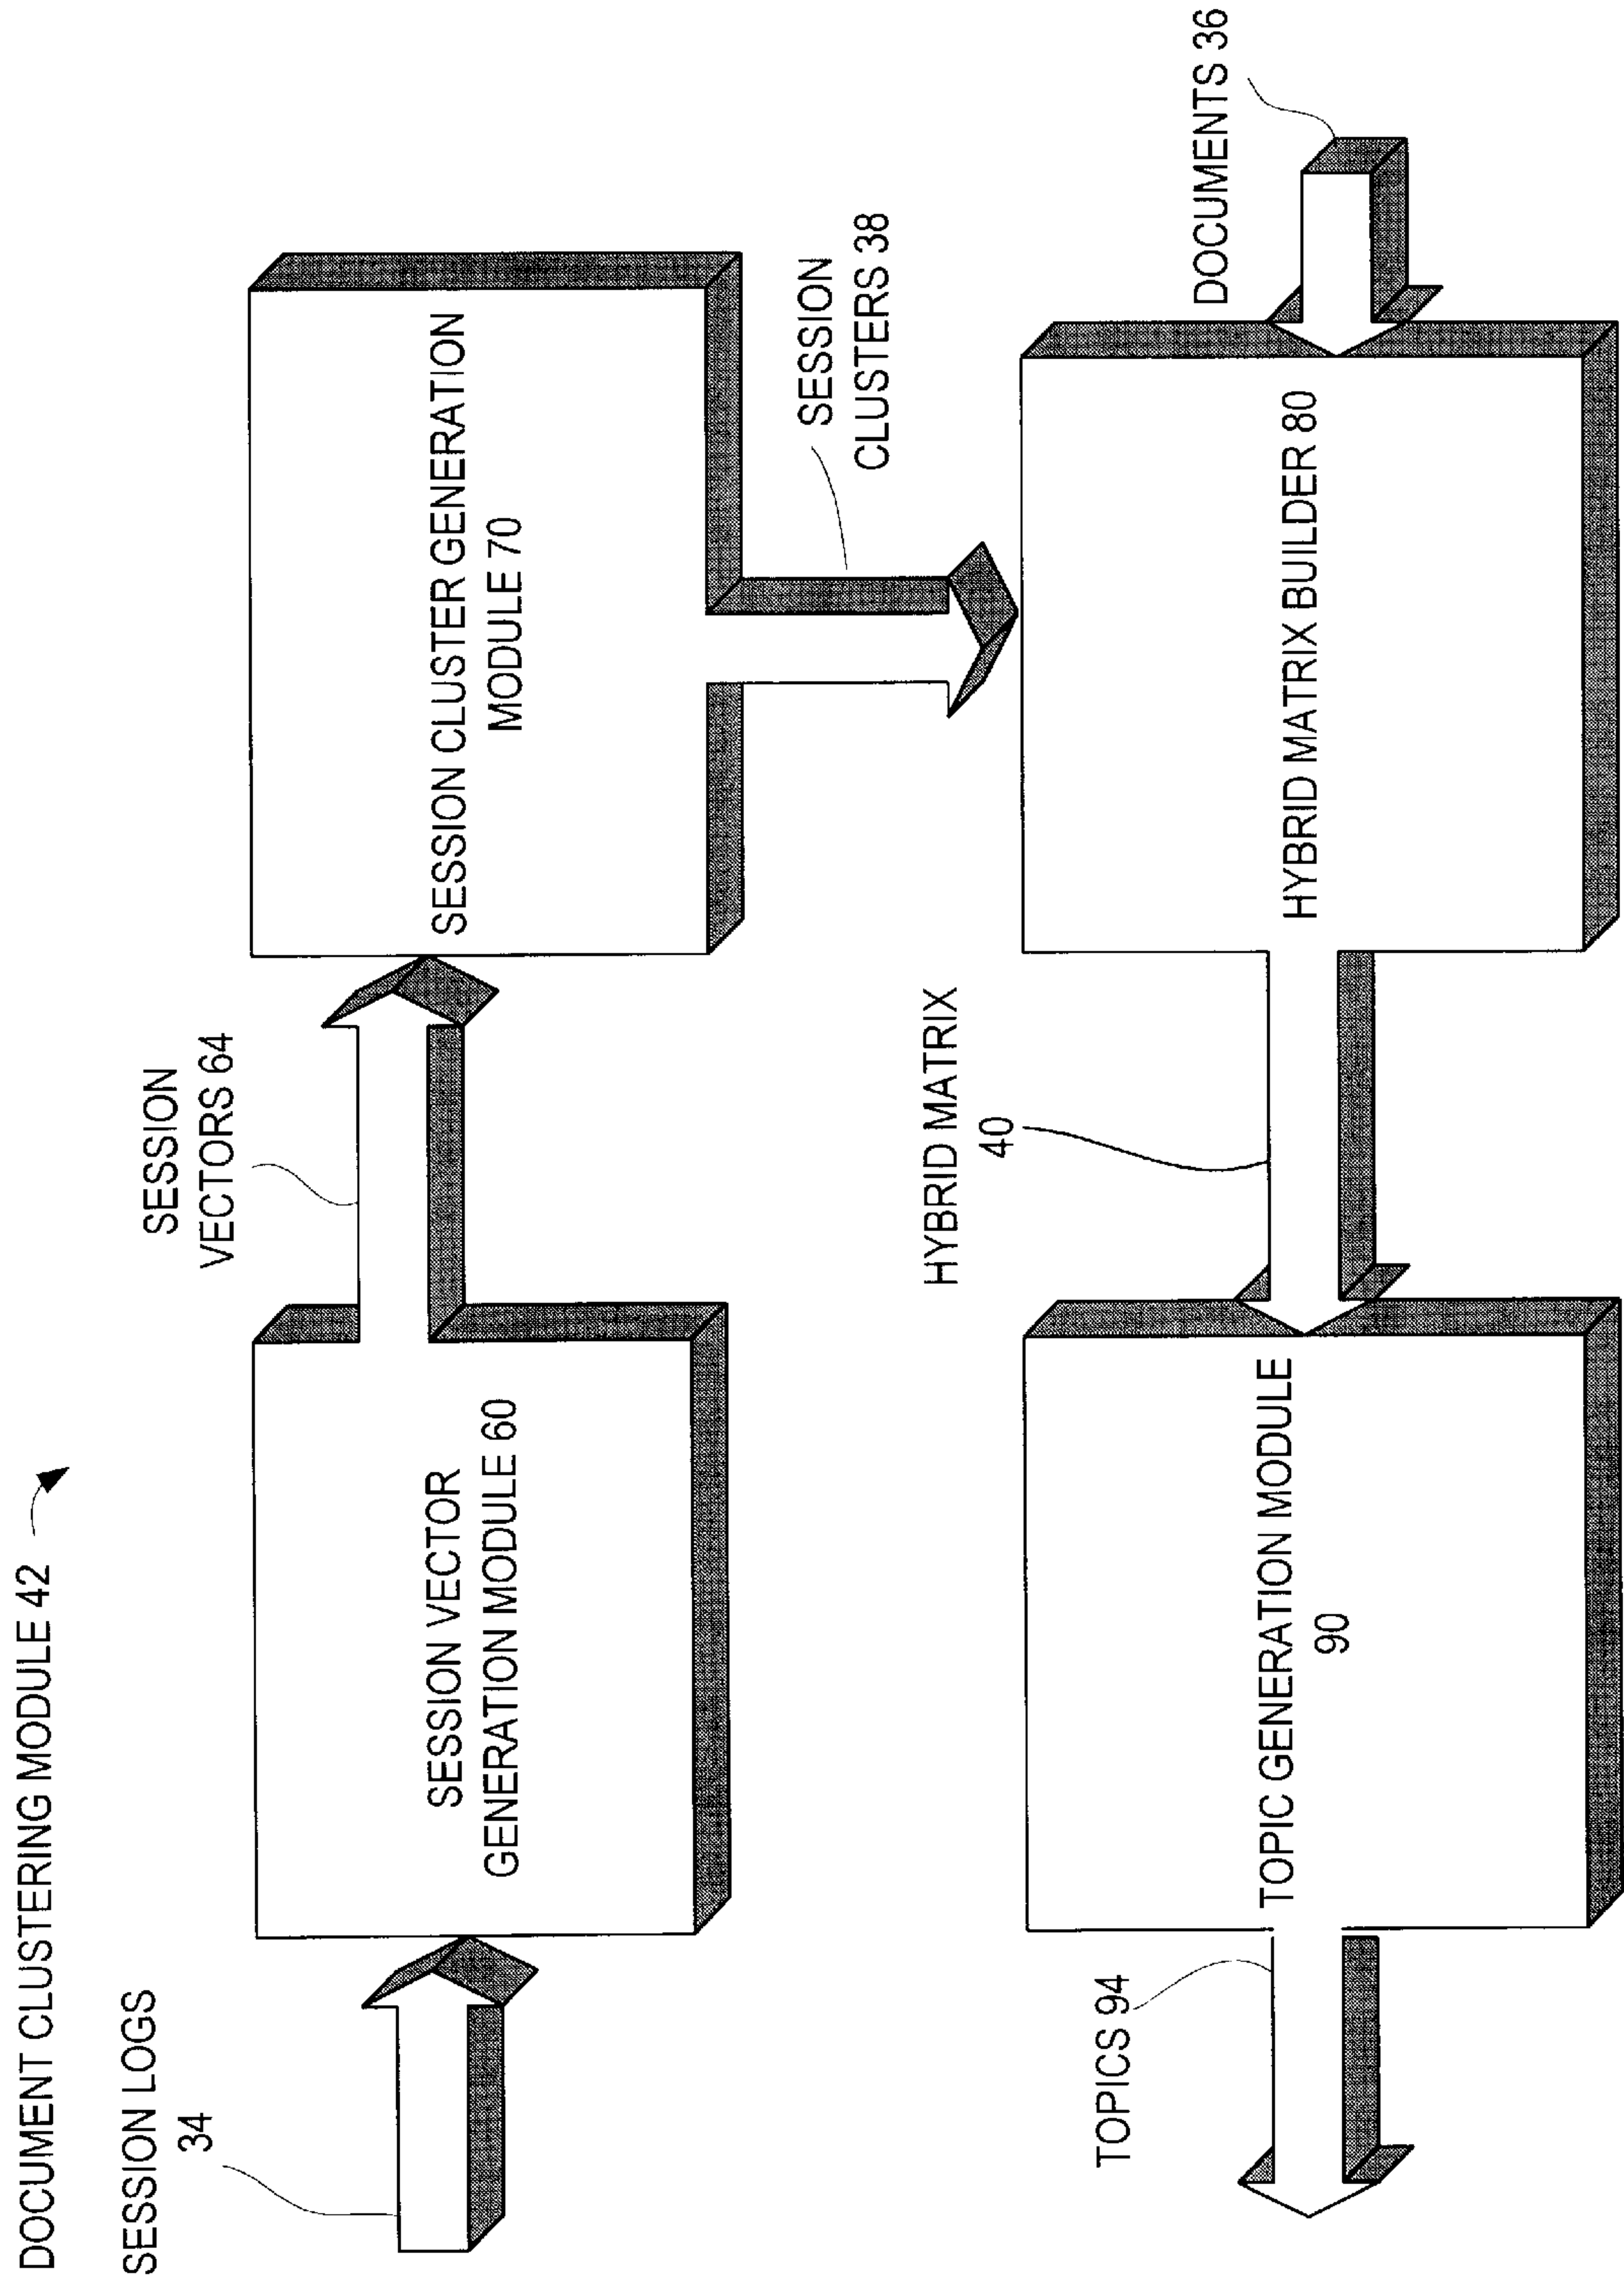 DOCUMENT CLUSTERING MODULE 42
SESSION LOGS
34
SESSION VECTOR
GENERATION MODULE 60
SESSION
VECTORS 64
SESSION CLUSTER GENERATION
MODULE 70
SESSION
CLUSTERS 38
DOCUMENTS 36
HYBRID MATRIX BUILDER 80
HYBRID MATRIX
40
TOPIC GENERATION MODULE
90
TOPICS 94